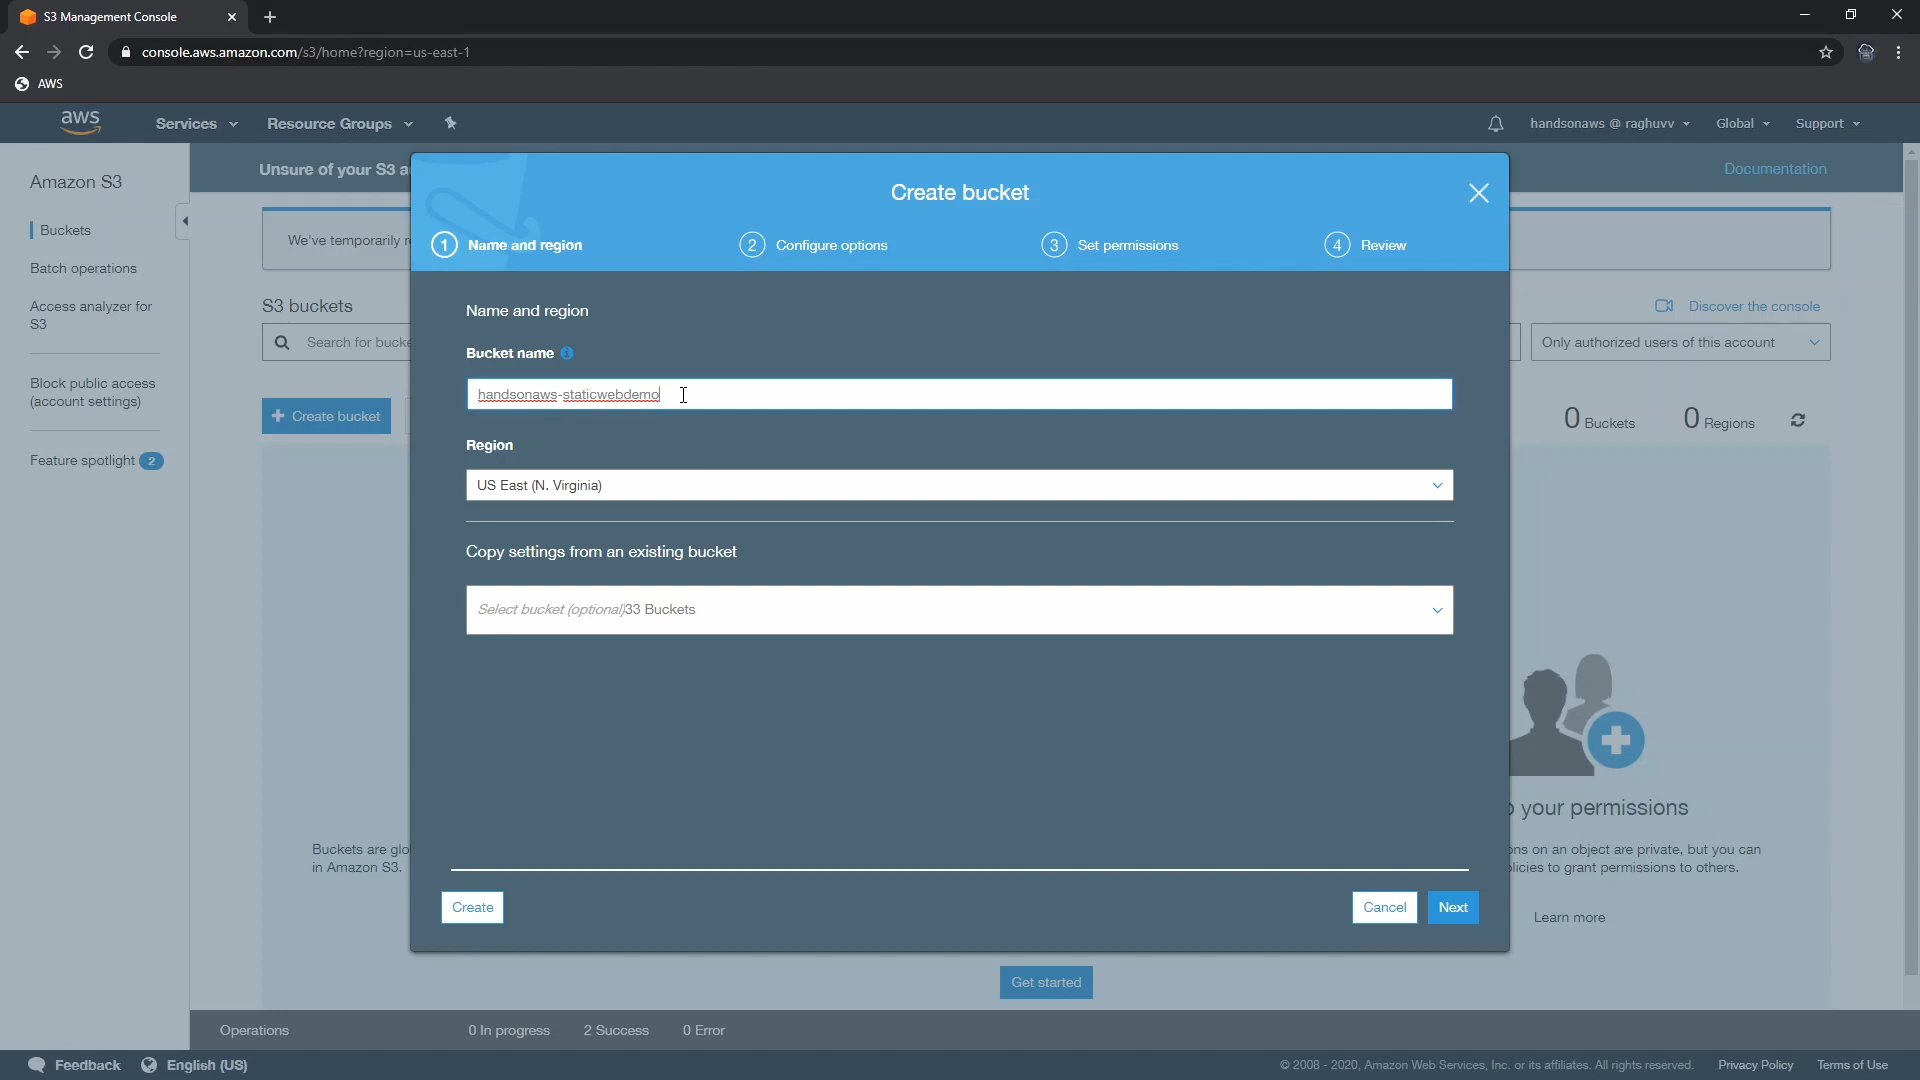 S3 Management Console
console.aws.amazon.com/s3/home?region=us-east-1
AWS
aws
Services
Resource Groups
handsonaws @ raghuvv
Global
Support
Amazon S3
Buckets
Batch operations
Access analyzer for
S3
Block public access
(account settings)
Feature spotlight 2
Unsure of your S3
Documentation
We've temporarily
S3 buckets
Discover the console
Search for bucke
Only authorized users of this account
Create bucket
0 Buckets
0 Regions
Create bucket
1 Name and region
2 Configure options
3 Set permissions
4 Review
Name and region
Bucket name
handsonaws-staticwebdemo
Region
US East (N. Virginia)
Copy settings from an existing bucket
Select bucket (optional)33 Buckets
Create
Cancel
Next
Buckets are glo
in Amazon S3.
your permissions
ons on an object are private, but you can
licies to grant permissions to others.
Learn more
Get started
Operations
0 In progress
2 Success
0 Error
Feedback
English (US)
© 2008 - 2020, Amazon Web Services, Inc. or its affiliates. All rights reserved.
Privacy Policy
Terms of Use